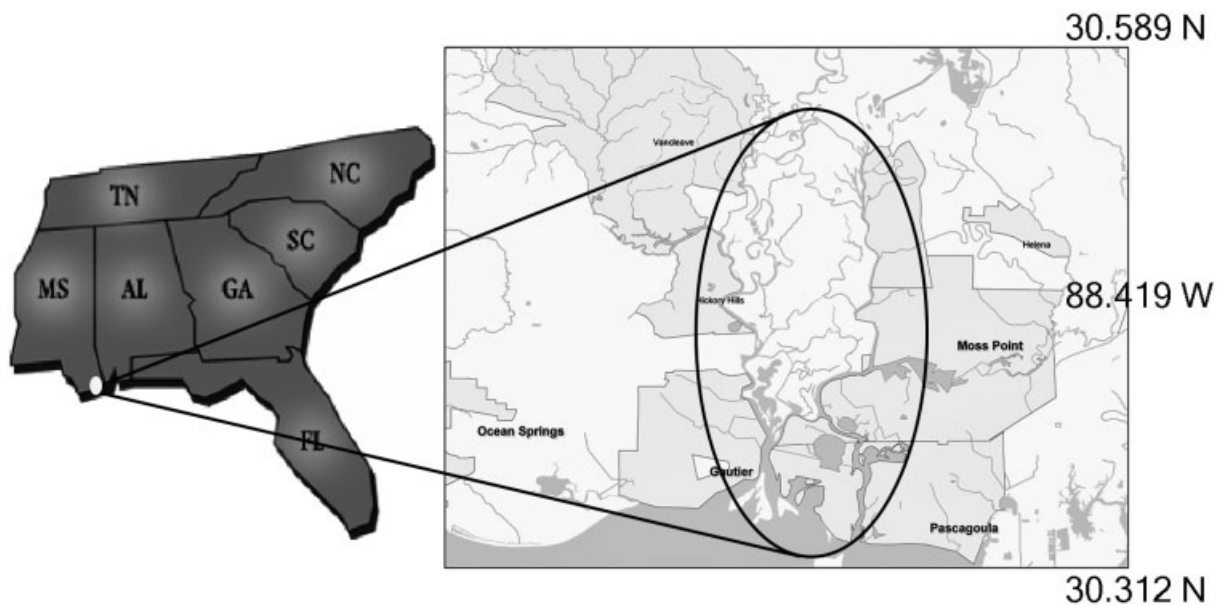 30.589 N
NC
TN
SC
MS
AL
GA
FL
Vancleave
Helena
Hickory Hills
88.419 W
Moss Point
Ocean Springs
Gautier
Pascagoula
30.312 N